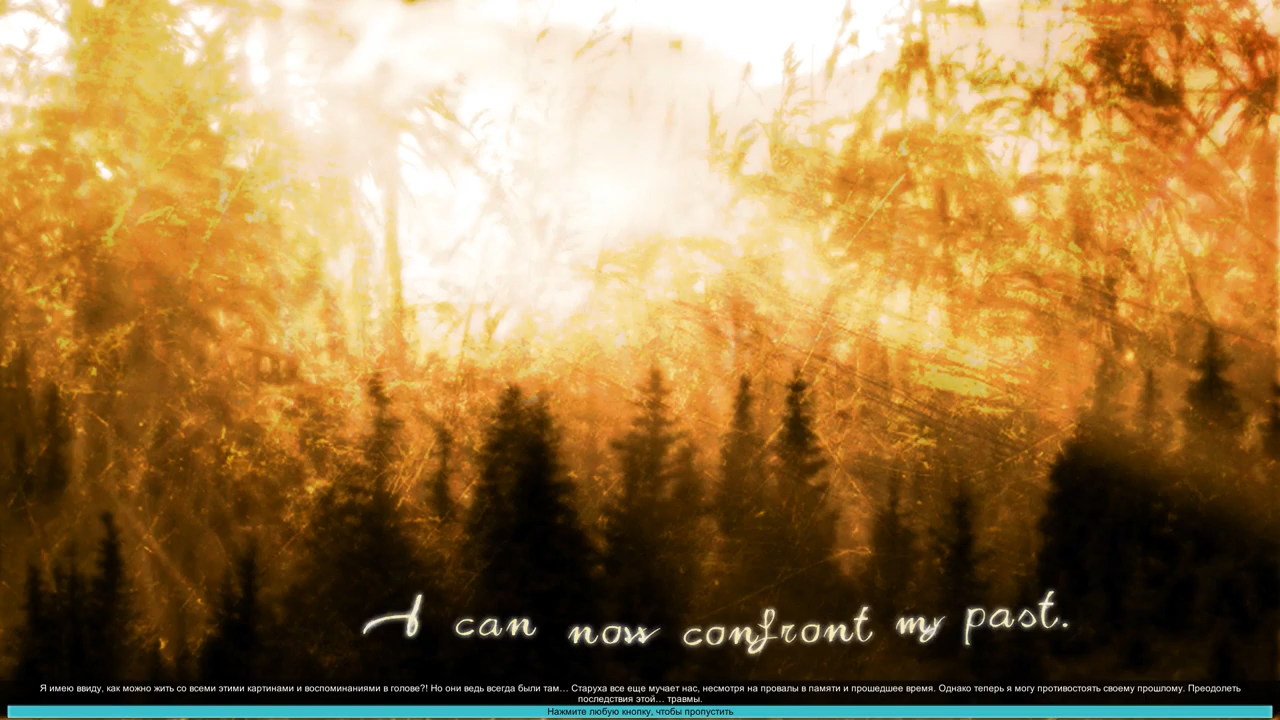 I can now confront my past.
Я имею ввиду, как можно жить со всеми этими картинами и воспоминаниями в голове?! Но они ведь всегда были там... Старуха все еще мучает нас, несмотря на провалы в памяти и прошедшее время. Однако теперь я могу противостоять своему прошлому. Преодолеть
последствия этой... травмы.
Нажмите любую кнопку, чтобы пропустить